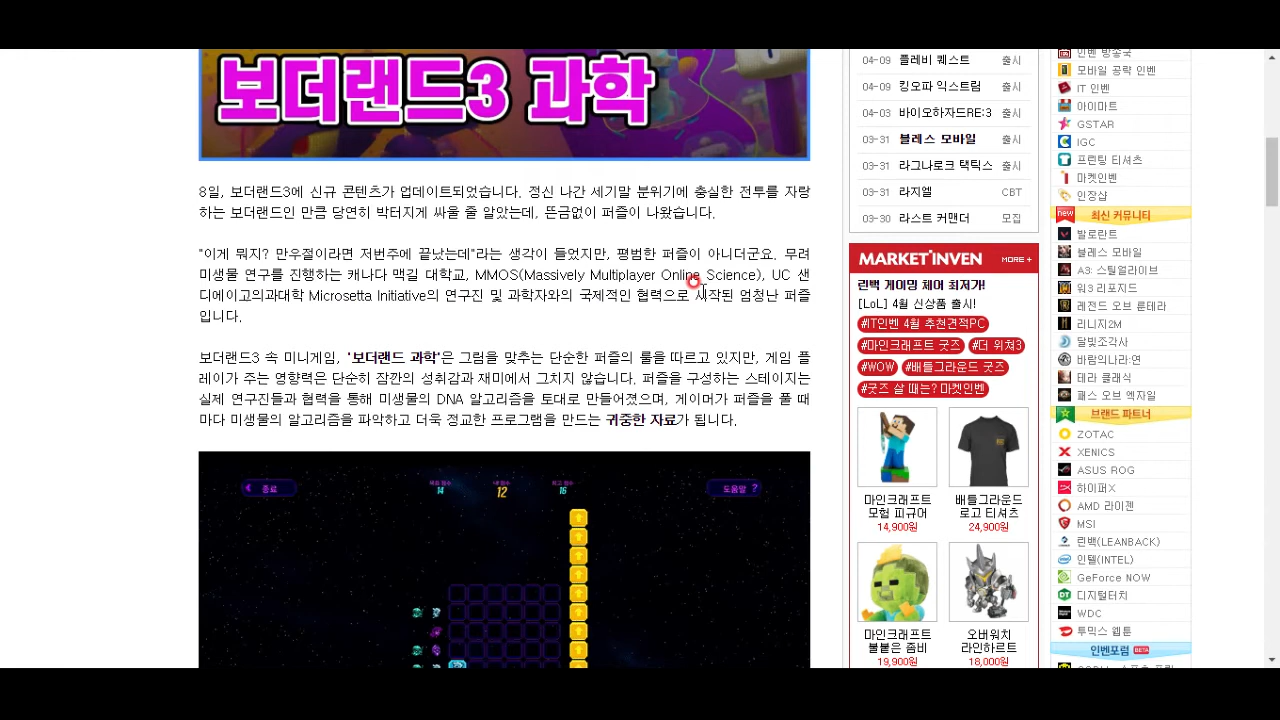 보더랜드3 과학
8일, 보더랜드3에 신규 콘텐츠가 업데이트되었습니다. 정신 나간 세기말 분위기에 충실한 전투를 자랑
하는 보더랜드인 만큼 당연히 박터지게 싸울 줄 알았는데, 뜬금없이 퍼즐이 나왔습니다.
"이게 뭐지? 만우절이라면 저번주에 끝났는데"라는 생각이 들었지만, 평범한 퍼즐이 아니더군요. 무려
미생물 연구를 진행하는 캐나다 맥길 대학교, MMOS(Massively Multiplayer Online Science), UC 샌
디에이고의과대학 Microsetta Initiative의 연구진 및 과학자와의 국제적인 협력으로 시작된 엄청난 퍼즐
입니다.
보더랜드3 속 미니게임, '보더랜드 과학'은 그림을 맞추는 단순한 퍼즐의 룰을 따르고 있지만, 게임 플
레이가 주는 영향력은 단순히 잠깐의 성취감과 재미에서 그치지 않습니다. 퍼즐을 구성하는 스테이지는
실제 연구진들과 협력을 통해 미생물의 DNA 알고리즘을 토대로 만들어졌으며, 게이머가 퍼즐을 풀 때
마다 미생물의 알고리즘을 파악하고 더욱 정교한 프로그램을 만드는 귀중한 자료가 됩니다.
종료
14
12
16
도움말 ?
04-09 플레비 퀘스트 출시
04-09 킹오파 익스트림 출시
04-03 바이오하자드RE:3 출시
03-31 블레스 모바일 출시
03-31 라그나로크 택틱스 출시
03-31 라지엘 CBT
03-30 라스트 커맨더 모집
MARKET INVEN MORE +
린백 게이밍 체어 최저가!
[LoL] 4월 신상품 출시!
#IT인벤 4월 추천견적PC
#마인크래프트 굿즈 #더 위쳐3
#WOW #배틀그라운드 굿즈
#굿즈 살 때는? 마켓인벤
마인크래프트
모험 피규어
14,900원
배틀그라운드
로고 티셔츠
24,900원
마인크래프트
불붙은 좀비
19,900원
오버워치
라인하르트
18,000원
인벤 방송국
모바일 공략 인벤
IT 인벤
아이마트
GSTAR
IGC
프린팅 티셔츠
마켓인벤
인장샵
new 최신 커뮤니티
발로란트
블레스 모바일
A3: 스틸얼라이브
워3 리포지드
레전드 오브 룬테라
리니지2M
달빛조각사
바람의나라:연
테라 클래식
패스 오브 엑자일
브랜드 파트너
ZOTAC
XENICS
ASUS ROG
하이퍼X
AMD 라이젠
MSI
린백(LEANBACK)
인텔(INTEL)
GeForce NOW
디지털터치
WDC
투믹스 웹툰
인벤포럼 BETA